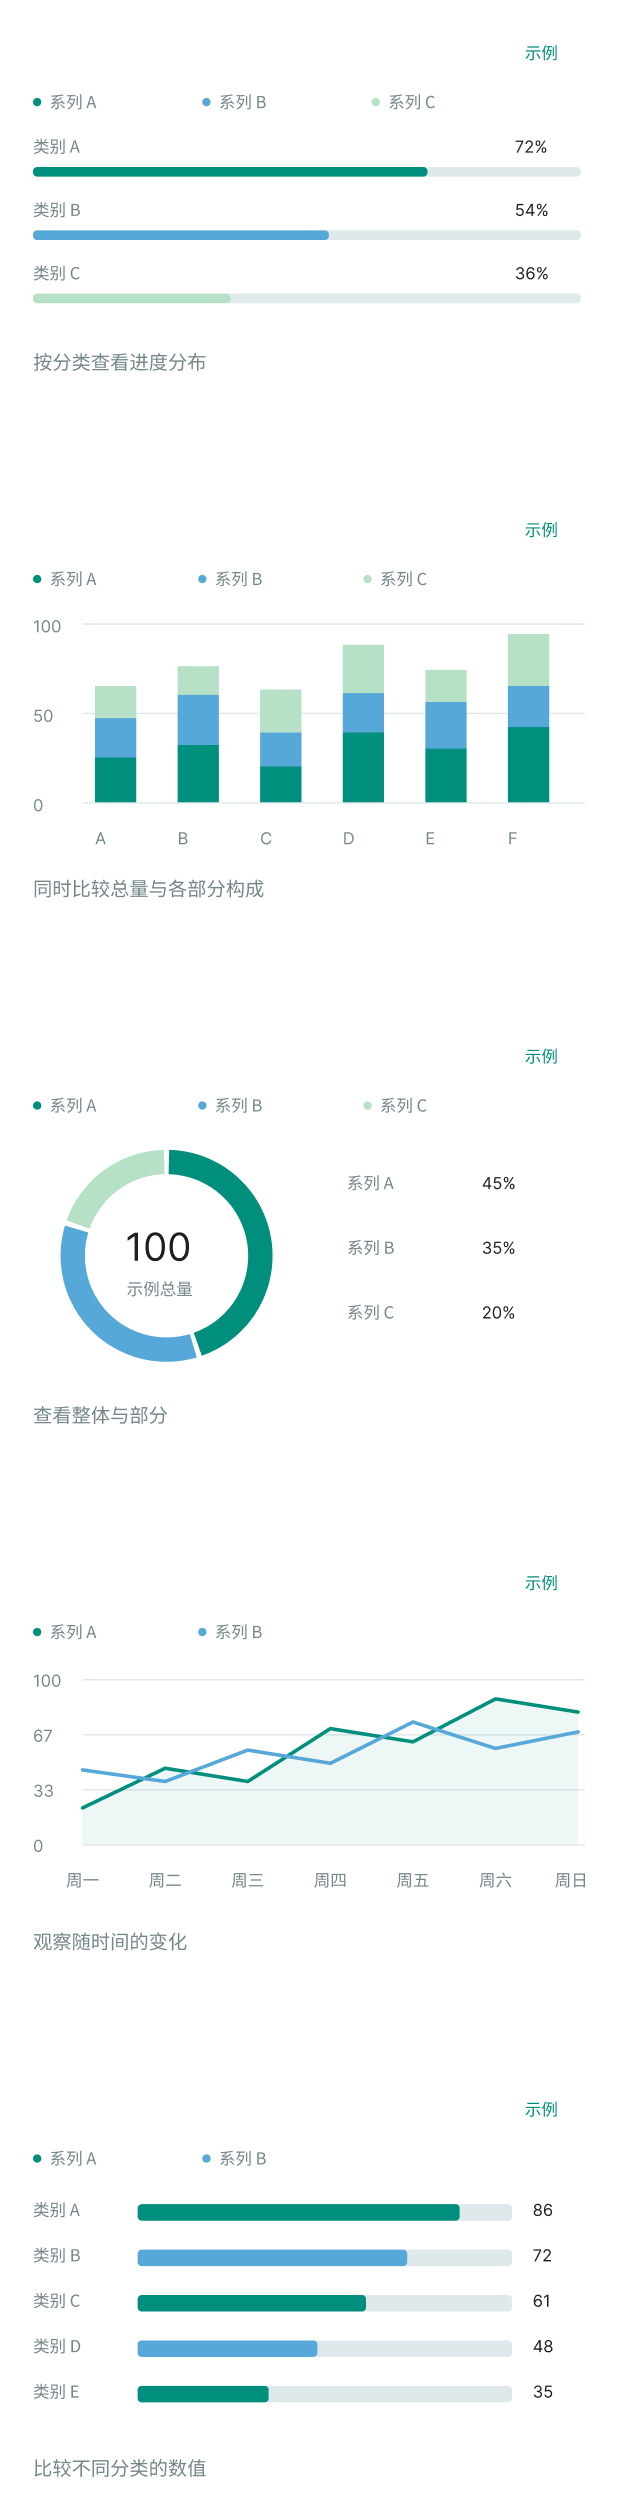 示例
系列 A 系列 B 系列 C
类别 A 72%
类别 B 54%
类别 C 36%
按分类查看进度分布
示例
系列 A 系列 B 系列 C
100
50
0
A B C D E F
同时比较总量与各部分构成
示例
系列 A 系列 B 系列 C
100
示例总量
系列 A 45%
系列 B 35%
系列 C 20%
查看整体与部分
示例
系列 A 系列 B
100
67
33
0
周一 周二 周三 周四 周五 周六 周日
观察随时间的变化
示例
系列 A 系列 B
类别 A 86
类别 B 72
类别 C 61
类别 D 48
类别 E 35
比较不同分类的数值